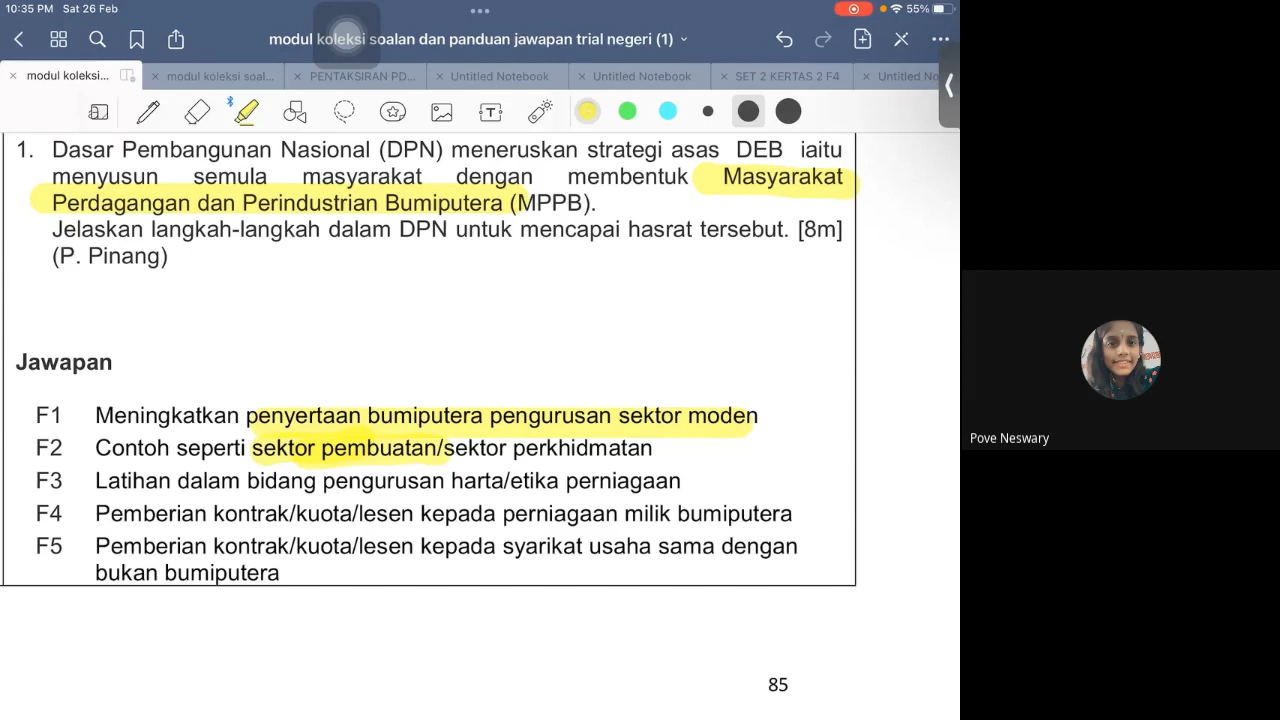 10:35 PM Sat 26 Feb
55%
modul koleksi soalan dan panduan jawapan trial negeri (1)
modul koleksi...
modul koleksi soal...
PENTAKSIRAN PD...
Untitled Notebook
Untitled Notebook
SET 2 KERTAS 2 F4
Untitled No
1. Dasar Pembangunan Nasional (DPN) meneruskan strategi asas DEB iaitu
menyusun semula masyarakat dengan membentuk Masyarakat
Perdagangan dan Perindustrian Bumiputera (MPPB).
Jelaskan langkah-langkah dalam DPN untuk mencapai hasrat tersebut. [8m]
(P. Pinang)
Jawapan
F1 Meningkatkan penyertaan bumiputera pengurusan sektor moden
F2 Contoh seperti sektor pembuatan/sektor perkhidmatan
F3 Latihan dalam bidang pengurusan harta/etika perniagaan
F4 Pemberian kontrak/kuota/lesen kepada perniagaan milik bumiputera
F5 Pemberian kontrak/kuota/lesen kepada syarikat usaha sama dengan
bukan bumiputera
85
Pove Neswary